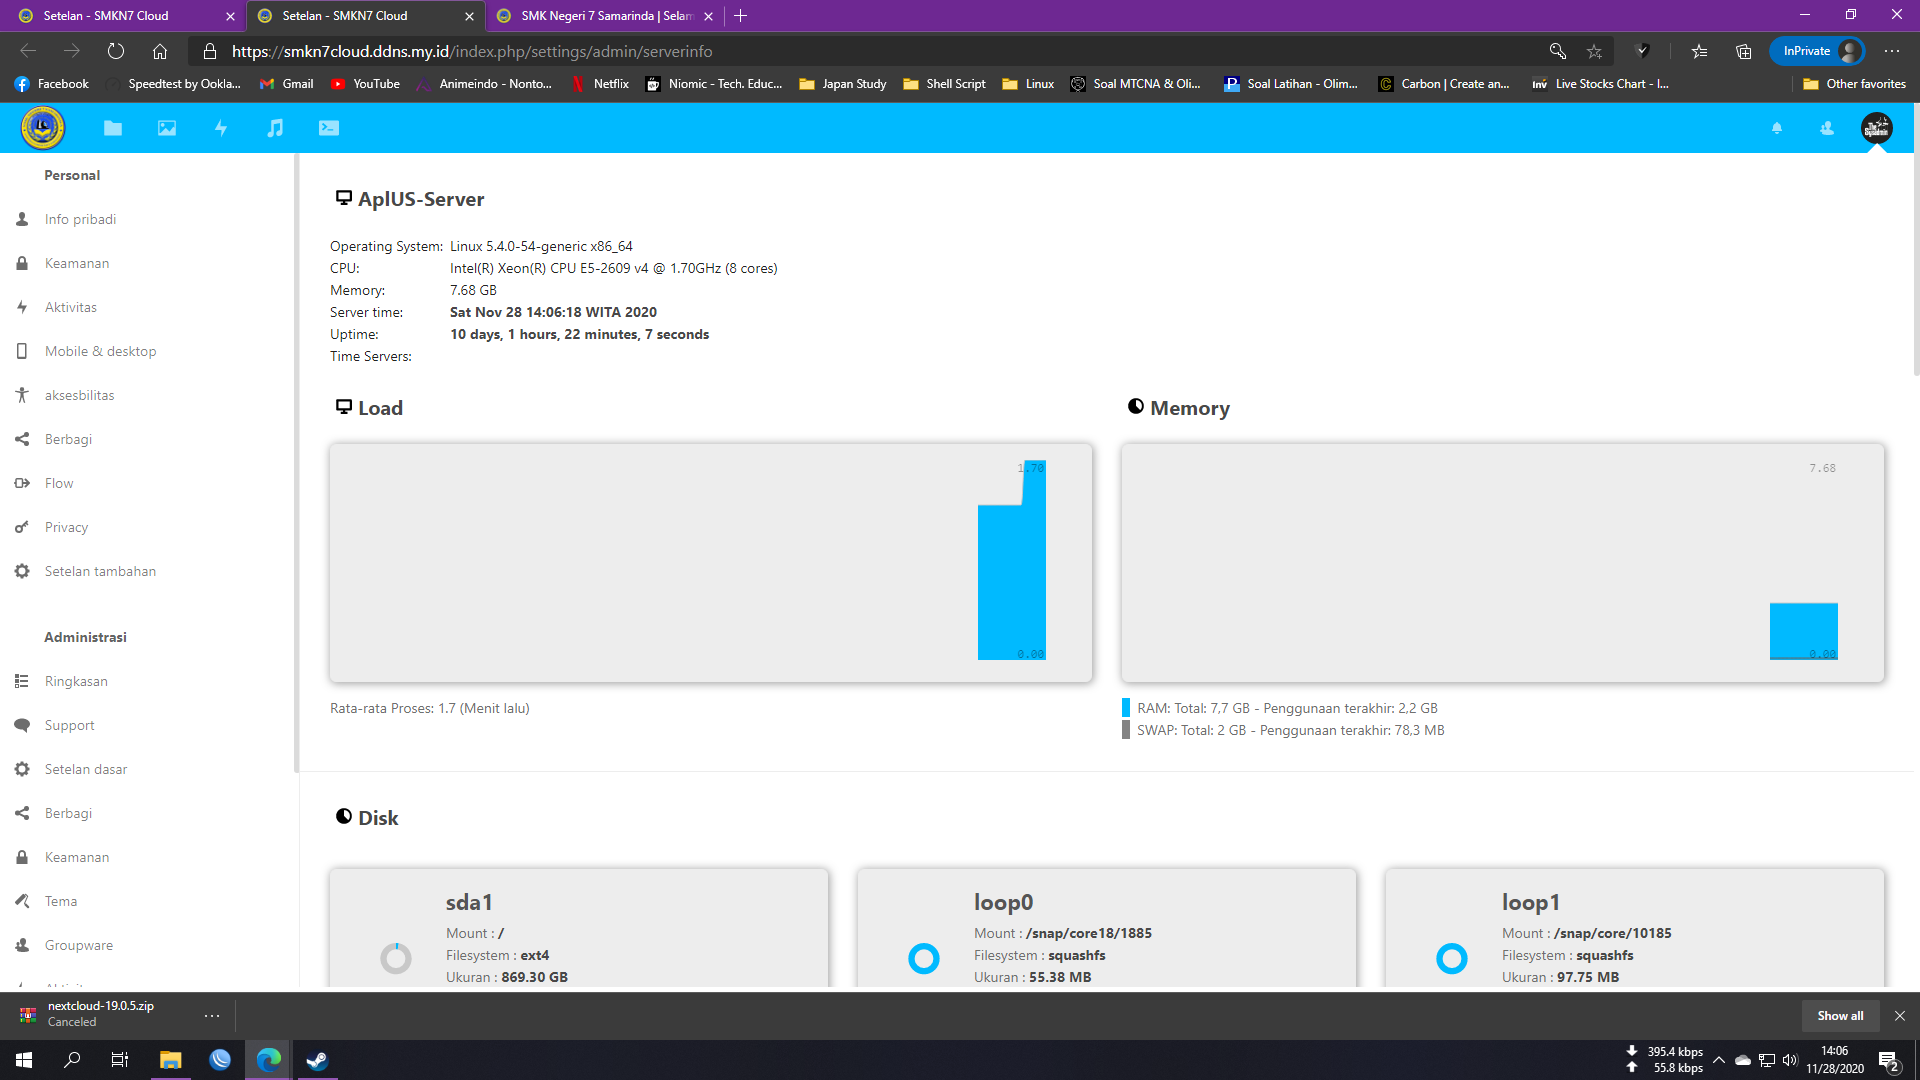 Setelan - SMKN7 Cloud
Setelan - SMKN7 Cloud
SMK Negeri 7 Samarinda | Selam
https://smkn7cloud.ddns.my.id/index.php/settings/admin/serverinfo
InPrivate
Facebook
Speedtest by Ookla...
Gmail
YouTube
Animeindo - Nonto...
Netflix
Niomic - Tech. Educ...
Japan Study
Shell Script
Linux
Soal MTCNA & Oli...
Soal Latihan - Olim...
Carbon | Create an...
inv Live Stocks Chart - I...
Other favorites
Personal
Info pribadi
Keamanan
Aktivitas
Mobile & desktop
aksesbilitas
Berbagi
Flow
Privacy
Setelan tambahan
Administrasi
Ringkasan
Support
Setelan dasar
Berbagi
Keamanan
Tema
Groupware
AplUS-Server
Operating System: Linux 5.4.0-54-generic x86_64
CPU: Intel(R) Xeon(R) CPU E5-2609 v4 @ 1.70GHz (8 cores)
Memory: 7.68 GB
Server time: Sat Nov 28 14:06:18 WITA 2020
Uptime: 10 days, 1 hours, 22 minutes, 7 seconds
Time Servers:
Load
1.70
0.00
Rata-rata Proses: 1.7 (Menit lalu)
Memory
7.68
0.00
RAM: Total: 7,7 GB - Penggunaan terakhir: 2,2 GB
SWAP: Total: 2 GB - Penggunaan terakhir: 78,3 MB
Disk
sda1
Mount : /
Filesystem : ext4
Ukuran : 869.30 GB
loop0
Mount : /snap/core18/1885
Filesystem : squashfs
Ukuran : 55.38 MB
loop1
Mount : /snap/core/10185
Filesystem : squashfs
Ukuran : 97.75 MB
nextcloud-19.0.5.zip
Canceled
Show all
395.4 kbps
55.8 kbps
14:06
11/28/2020
2